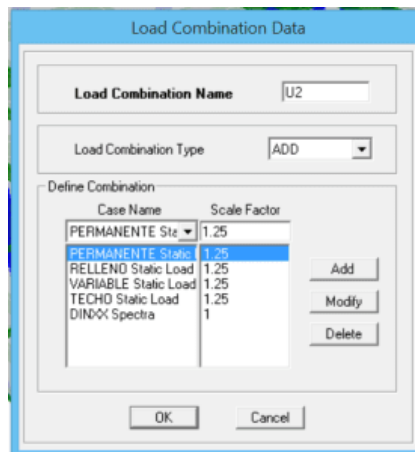 Load Combination Data
Load Combination Name U2
Load Combination Type ADD
Define Combination
Case Name Scale Factor
PERMANENTE Sta 1.25
PERMANENTE Static 1.25
RELLENO Static Load 1.25
VARIABLE Static Load 1.25
TECHO Static Load 1.25
DINXX Spectra 1
Add
Modify
Delete
OK Cancel